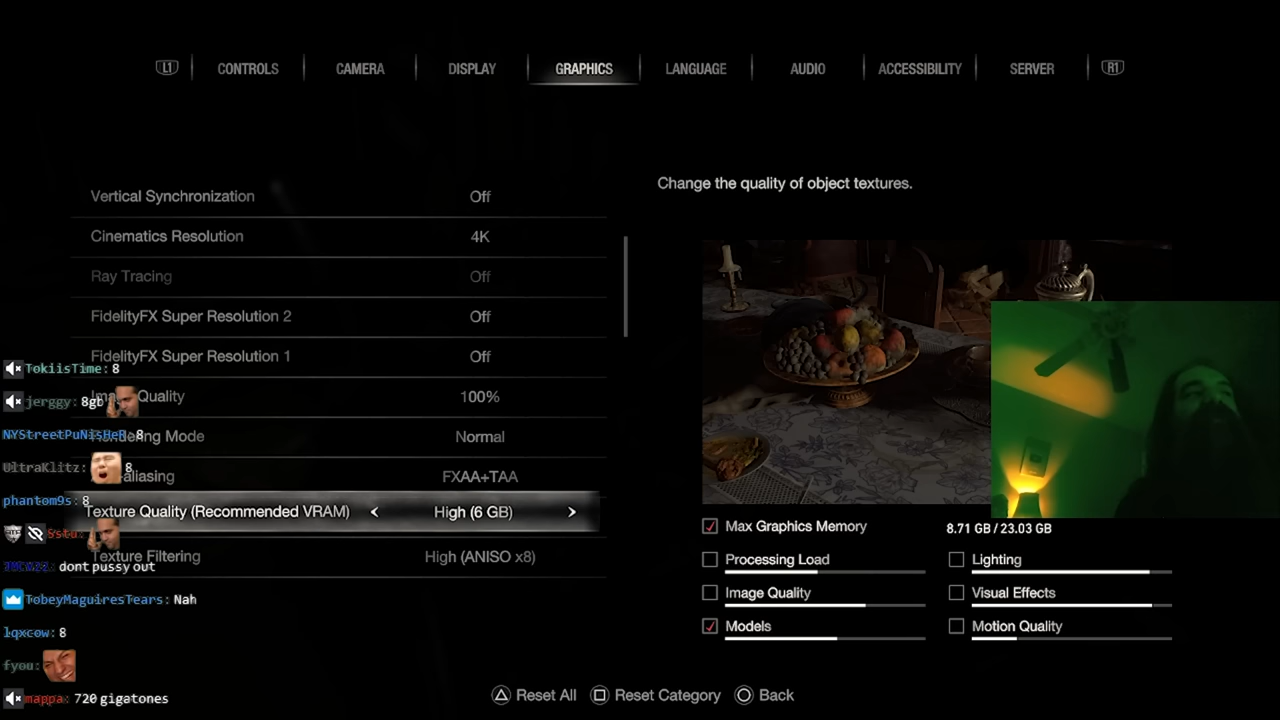 L1 CONTROLS CAMERA DISPLAY GRAPHICS LANGUAGE AUDIO ACCESSIBILITY SERVER R1
Change the quality of object textures.
Vertical Synchronization Off
Cinematics Resolution 4K
Ray Tracing Off
FidelityFX Super Resolution 2 Off
FidelityFX Super Resolution 1 Off
Quality 100%
Mode Normal
aliasing FXAA+TAA
Texture Quality (Recommended VRAM) < High (6 GB) >
Texture Filtering High (ANISO x8)
TokiisTime: 8
jerggy: 8gb
NYStreetPuNisHeR: 8
UltraKlitz: 8
phantom9s: 8
Sstu:
dont pussy out
TobeyMaguiresTears: Nah
lqxcow: 8
fyou:
mappa: 720 gigatones
Max Graphics Memory 8.71 GB / 23.03 GB
Processing Load Lighting
Image Quality Visual Effects
Models Motion Quality
Reset All Reset Category Back